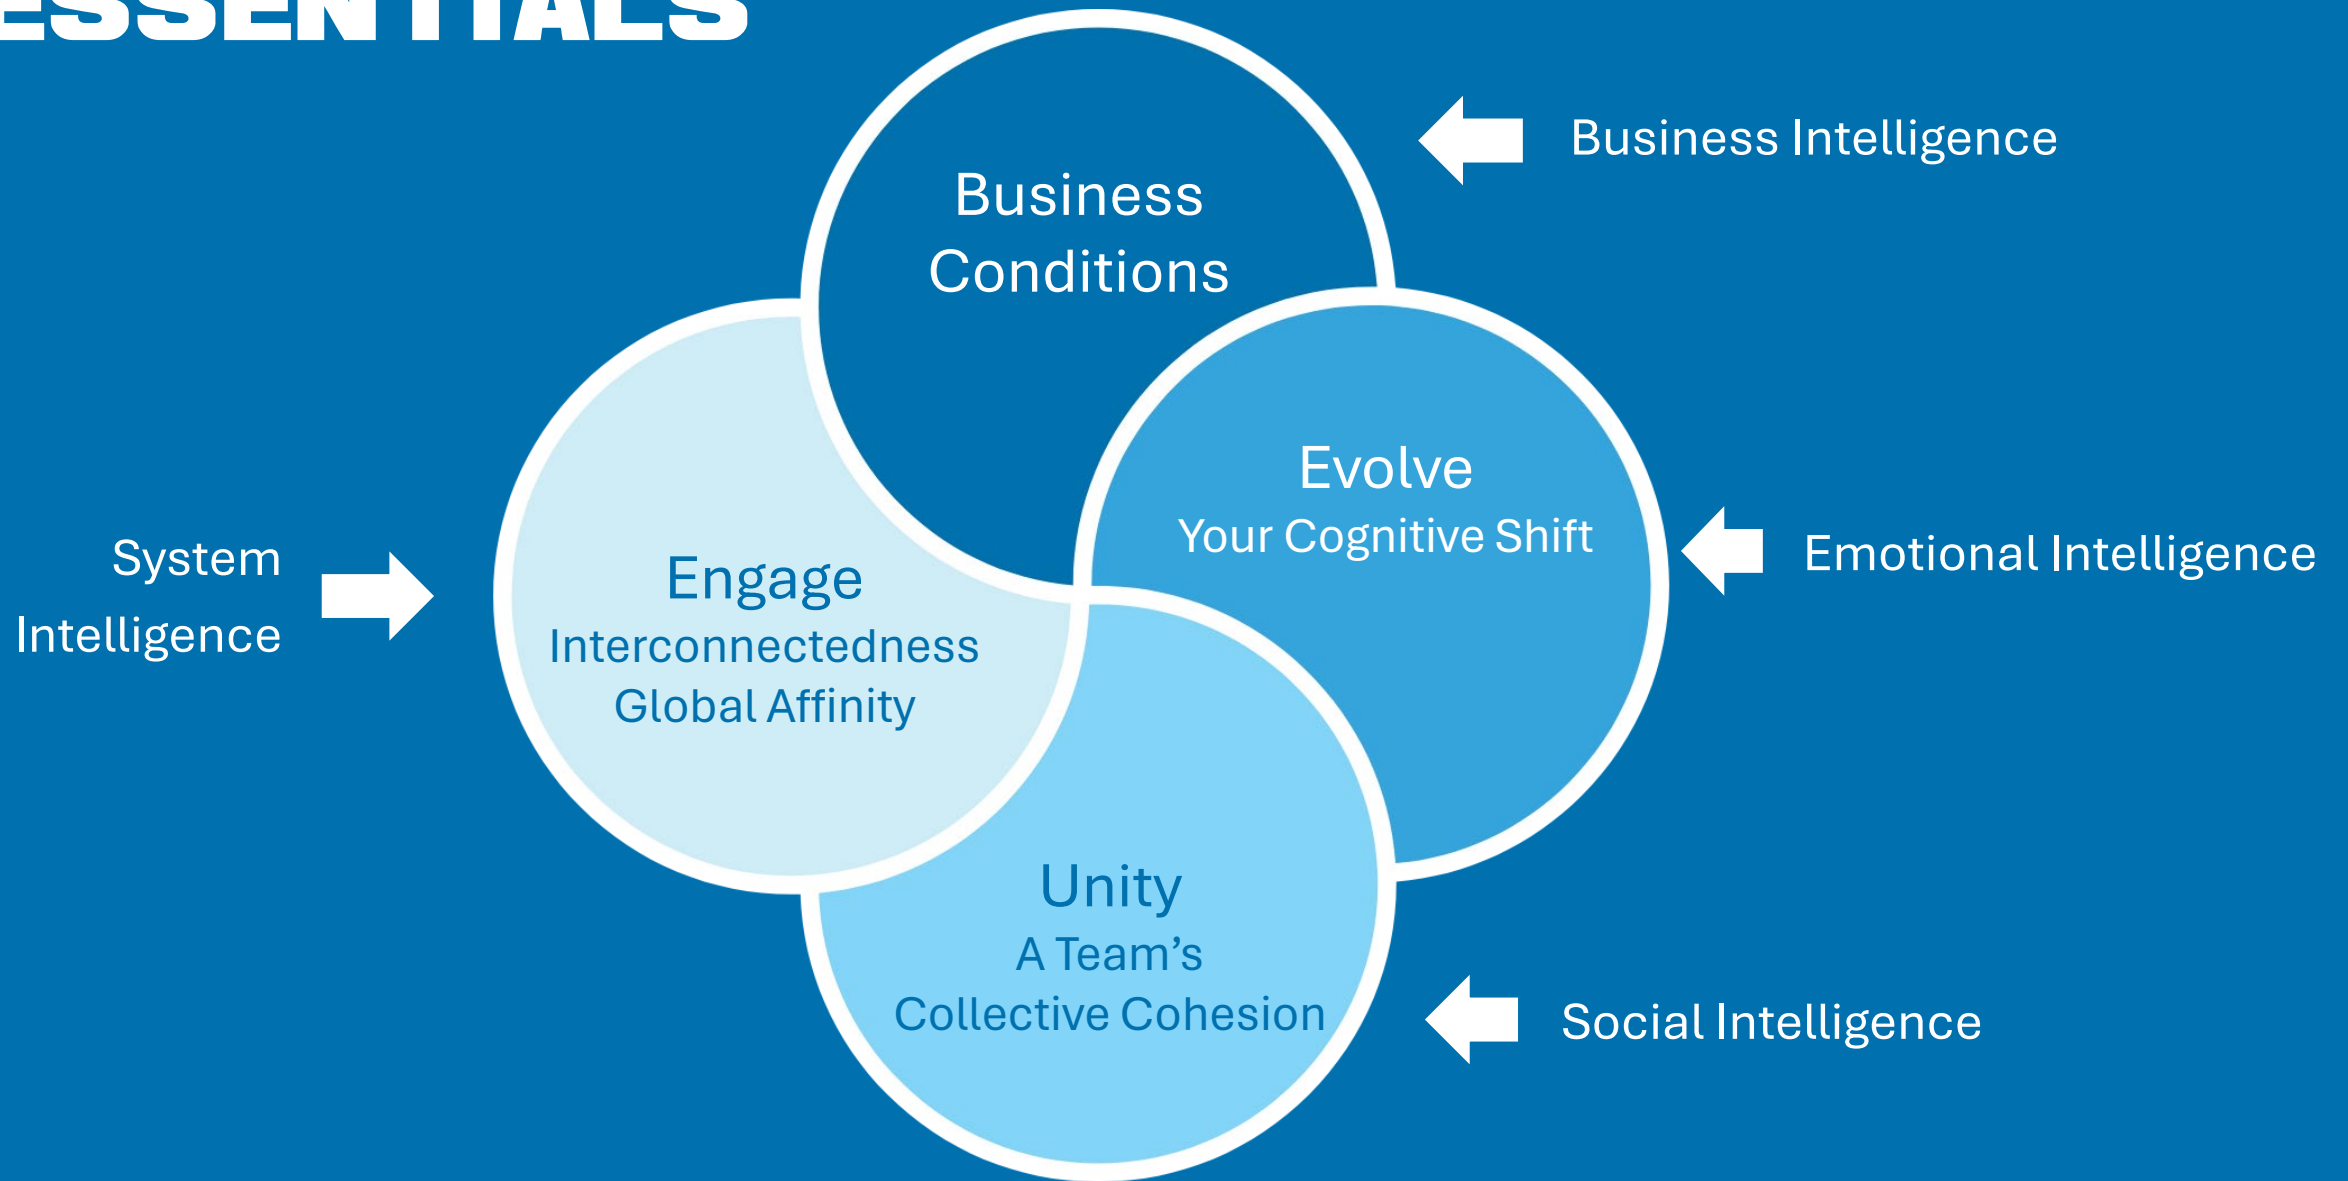 ESSENTIALS
Business
Conditions
Business Intelligence
Evolve
Your Cognitive Shift
Emotional Intelligence
System
Intelligence
Engage
Interconnectedness
Global Affinity
Unity
A Team’s
Collective Cohesion
Social Intelligence